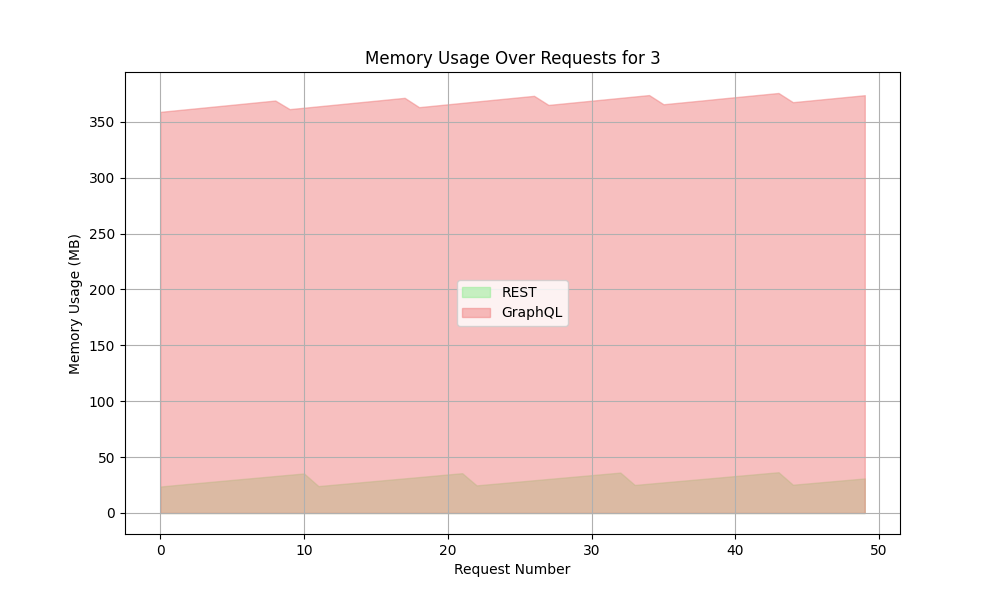 Memory Usage Over Requests for 3
Memory Usage (MB)
350
300
250
200
150
100
50
0
REST
GraphQL
0 10 20 30 40 50
Request Number